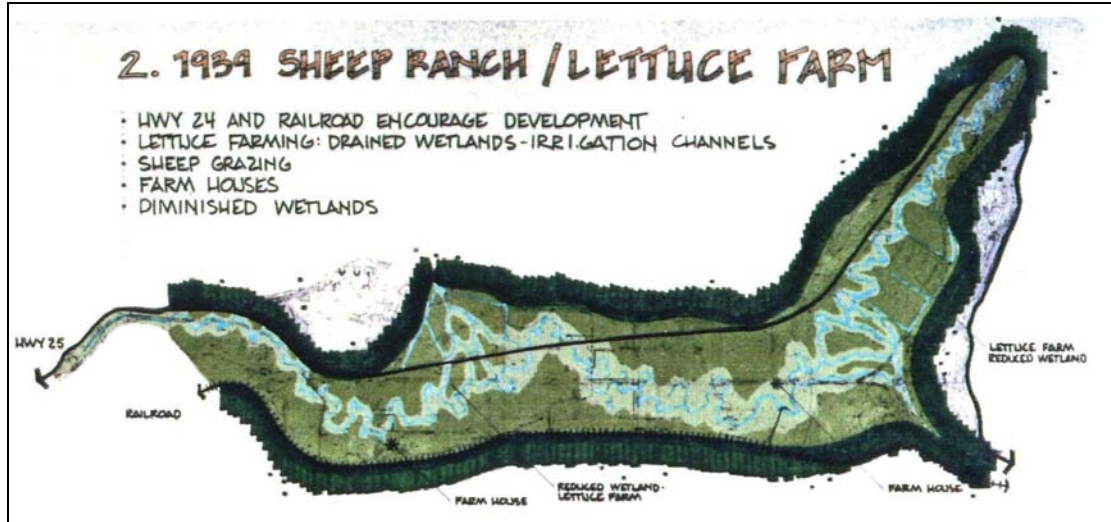 2. 1939 SHEEP RANCH / LETTUCE FARM
• HWY 24 AND RAILROAD ENCOURAGE DEVELOPMENT
• LETTUCE FARMING: DRAINED WETLANDS-IRRIGATION CHANNELS
• SHEEP GRAZING
• FARM HOUSES
• DIMINISHED WETLANDS
HWY 25
LETTUCE FARM
REDUCED WETLAND
RAILROAD
FARM HOUSE
REDUCED WETLAND-
LETTUCE FARM
FARM HOUSE